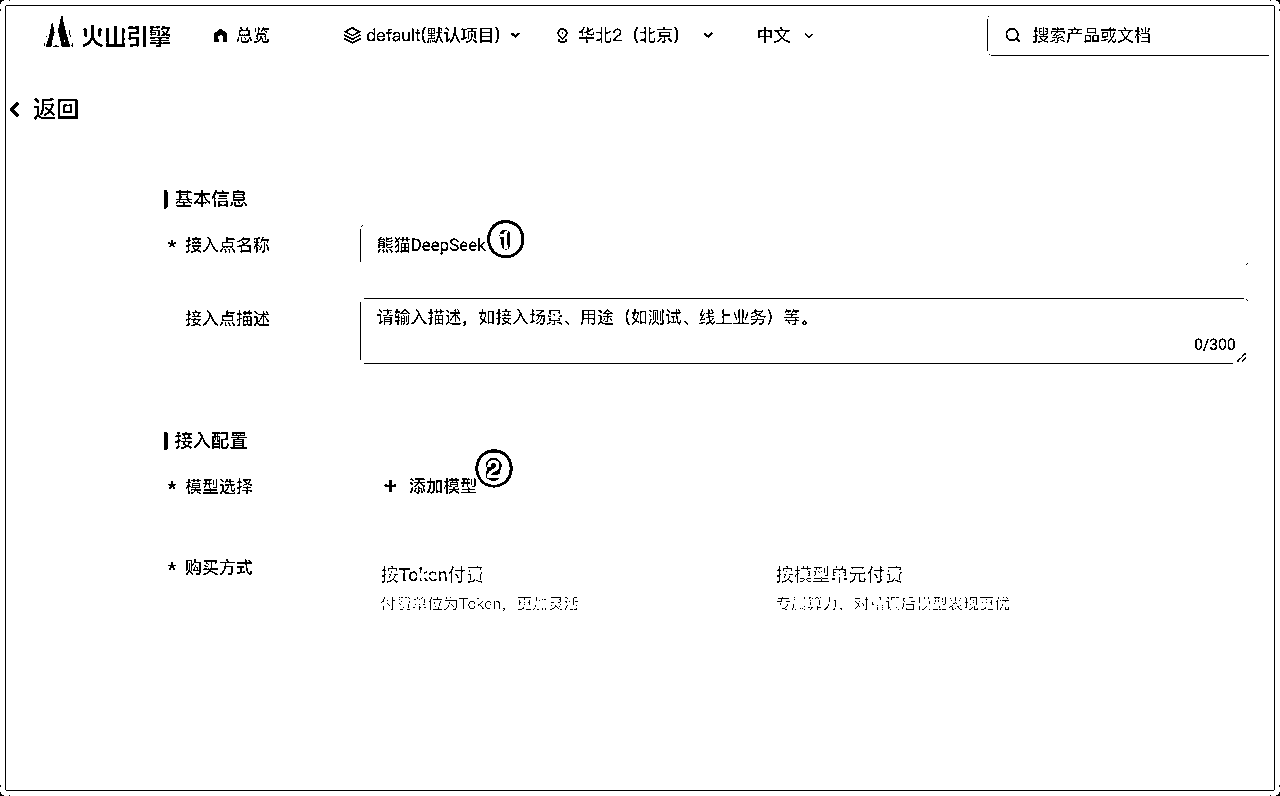 火山引擎 总览 default(默认项目) 华北2（北京） 中文 搜索产品或文档
返回
基本信息
* 接入点名称 熊猫DeepSeek ①
接入点描述 请输入描述，如接入场景、用途（如测试、线上业务）等。
0/300
接入配置
* 模型选择 + 添加模型 ②
* 购买方式
按Token付费 按模型单元付费
付费单位为Token，更加灵活 专属算力、对精调后模型表现更优